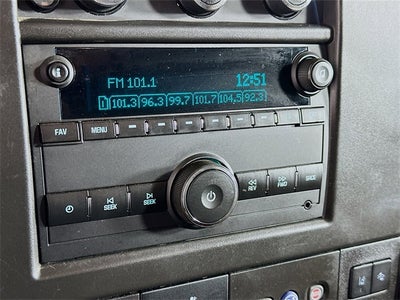 FM 101.1 12:51
101.3 96.3 99.7 101.7 104.5 92.3
FAV MENU
SEEK SEEK REV FWD